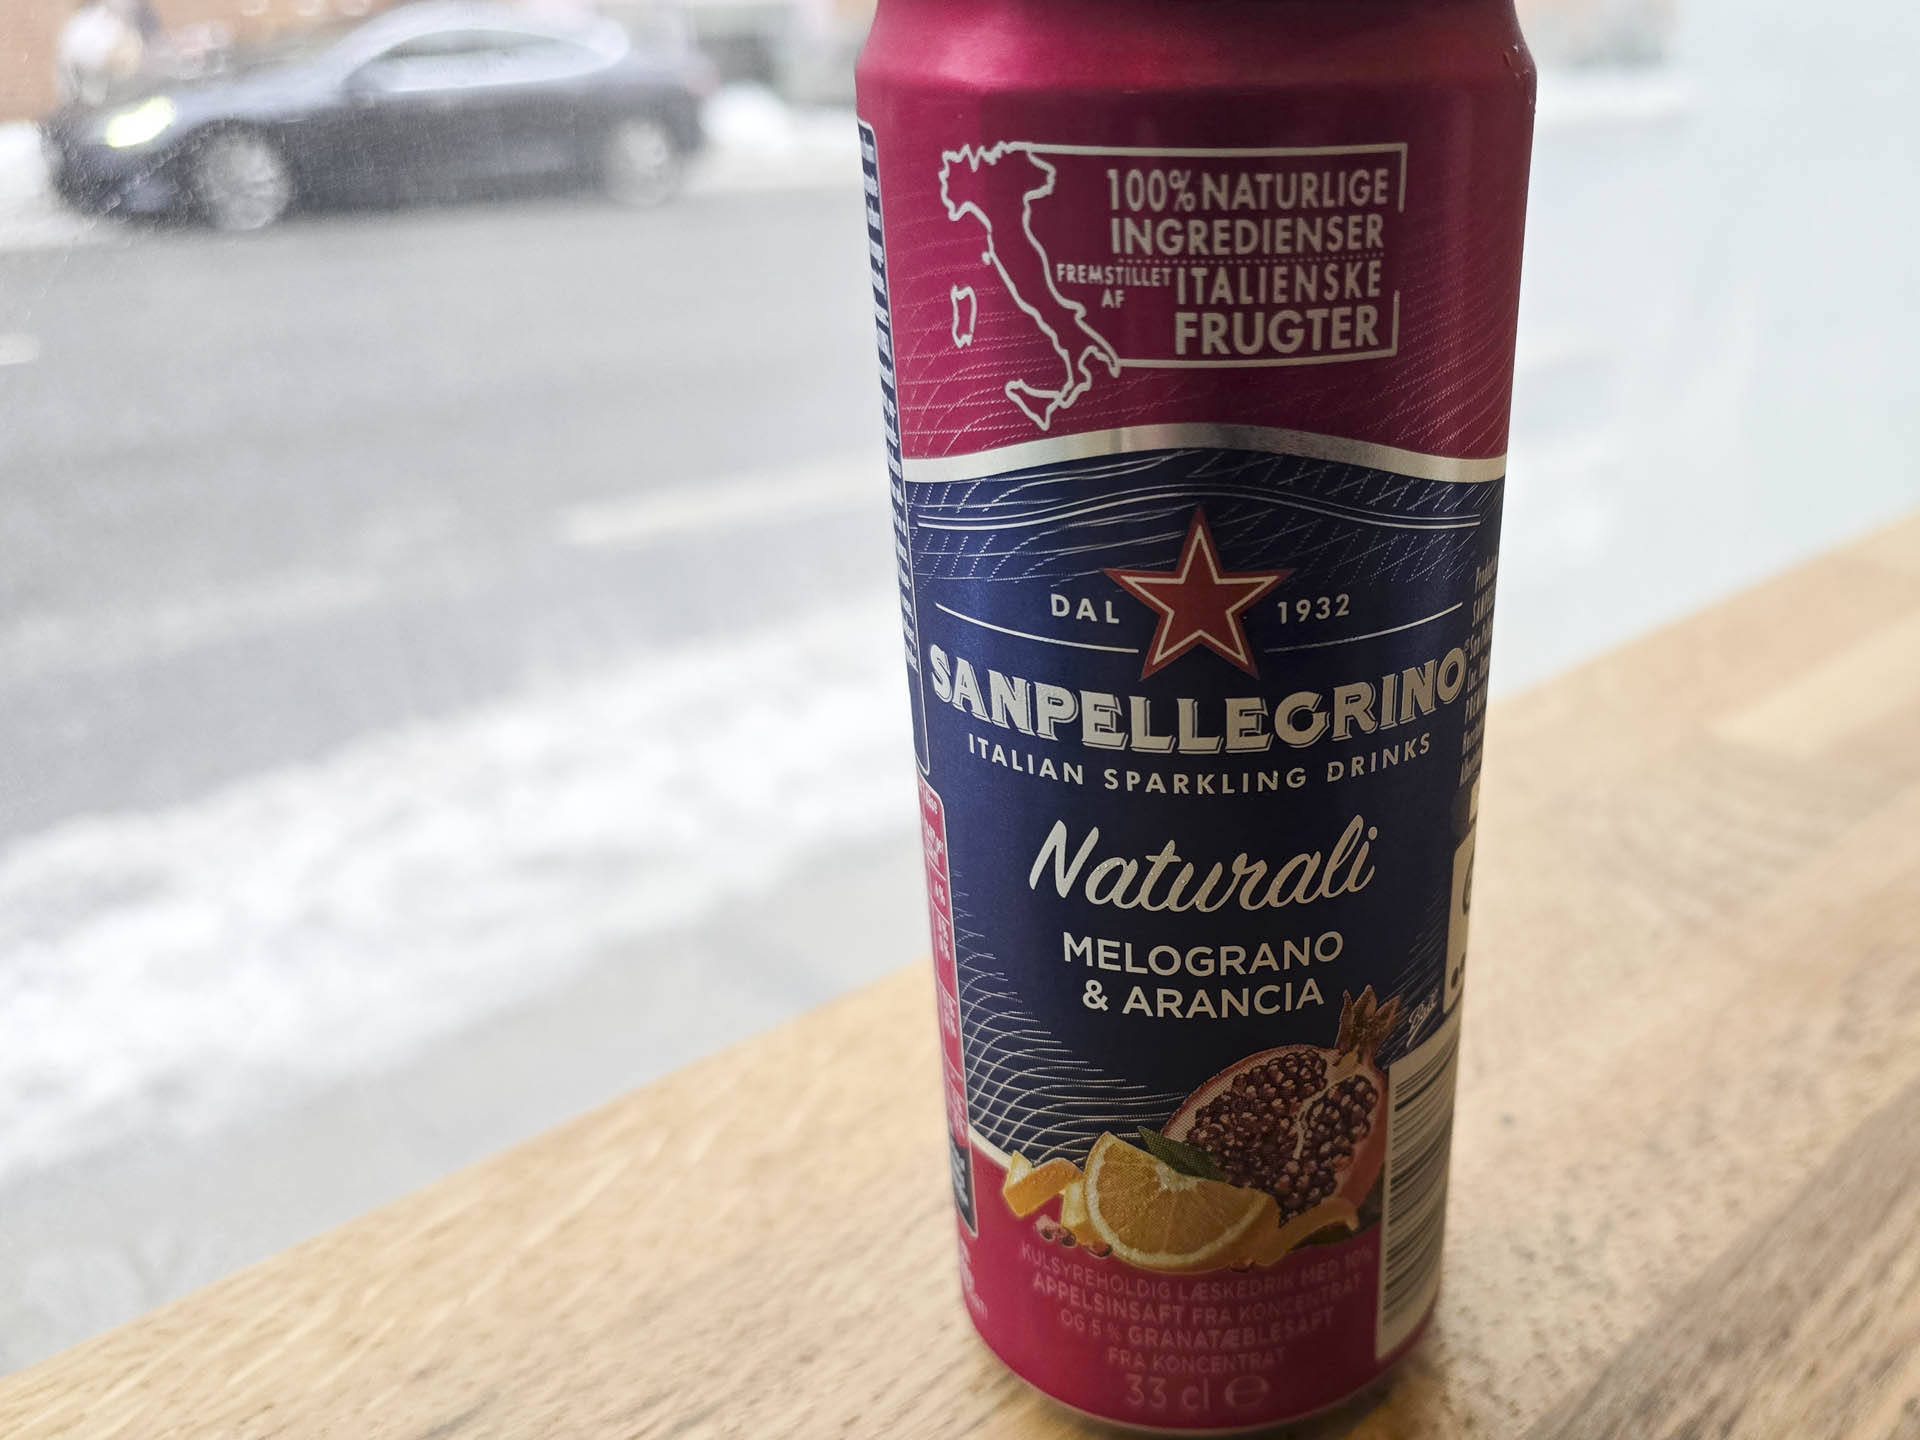 100% NATURLIGE
INGREDIENSER
FREMSTILLET AF ITALIENSKE
FRUGTER
DAL 1932
SANPELLEGRINO
ITALIAN SPARKLING DRINKS
Naturali
MELOGRANO
& ARANCIA
KULSYREHOLDIG LÆSKEDRIK MED 10%
APPELSINSAFT FRA KONCENTRAT
OG 5% GRANATÆBLESAFT
FRA KONCENTRAT
33 cl ℮